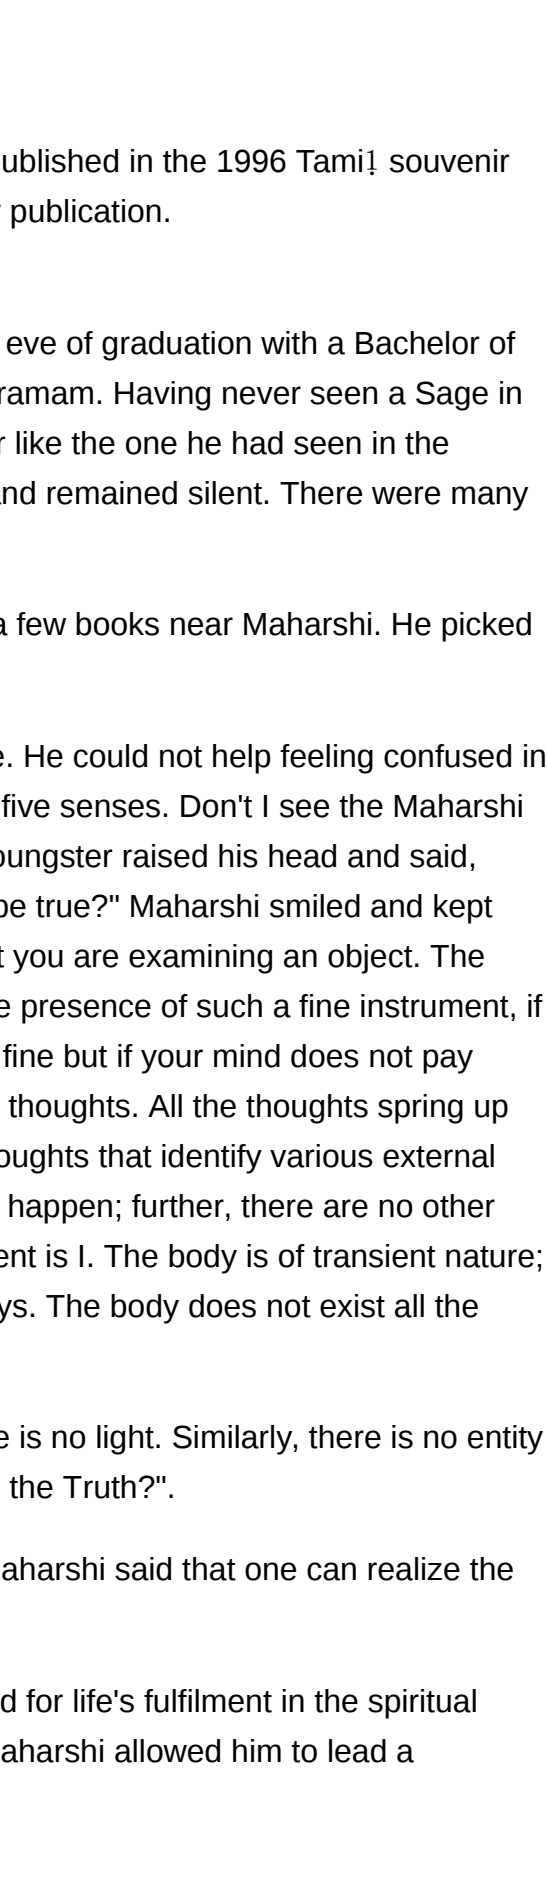 ublished in the 1996 Tamiḻ souvenir
publication.
eve of graduation with a Bachelor of
ramam. Having never seen a Sage in
r like the one he had seen in the
and remained silent. There were many
a few books near Maharshi. He picked
e. He could not help feeling confused in
five senses. Don't I see the Maharshi
oungster raised his head and said,
be true?" Maharshi smiled and kept
t you are examining an object. The
e presence of such a fine instrument, if
fine but if your mind does not pay
thoughts. All the thoughts spring up
oughts that identify various external
happen; further, there are no other
ent is I. The body is of transient nature;
ys. The body does not exist all the
e is no light. Similarly, there is no entity
the Truth?".
aharshi said that one can realize the
d for life's fulfilment in the spiritual
aharshi allowed him to lead a